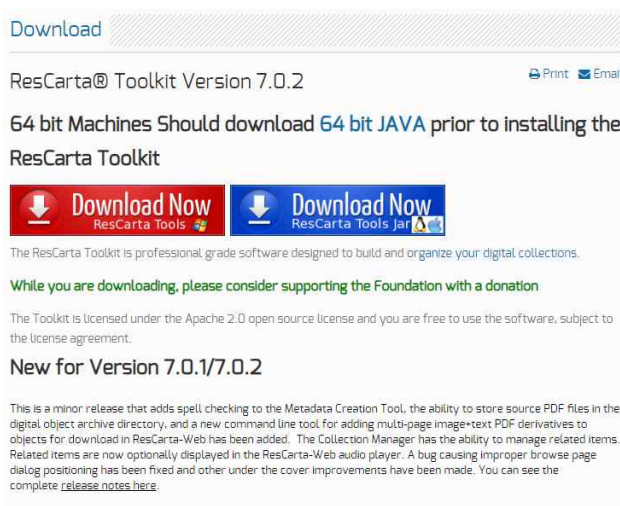 Download
Print Emai
ResCarta® Toolkit Version 7.0.2
64 bit Machines Should download 64 bit JAVA prior to installing the
ResCarta Toolkit
Download Now
ResCarta Tools
Download Now
ResCarta Tools Jar
The ResCarta Toolkit is professional grade software designed to build and organize your digital collections.
While you are downloading, please consider supporting the Foundation with a donation
The Toolkit is licensed under the Apache 2.0 open source license and you are free to use the software, subject to
the license agreement.
New for Version 7.0.1/7.0.2
This is a minor release that adds spell checking to the Metadata Creation Tool, the ability to store source PDF files in the
digital object archive directory, and a new command line tool for adding multi-page image+text PDF derivatives to
objects for download in ResCarta-Web has been added. The Collection Manager has the ability to manage related items.
Related items are now optionally displayed in the ResCarta-Web audio player. A bug causing improper browse page
dialog positioning has been fixed and other under the cover improvements have been made. You can see the
complete release notes here.